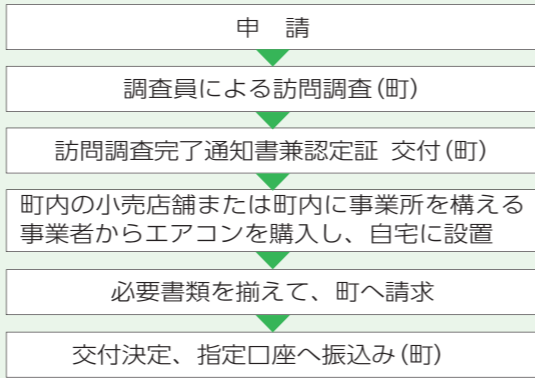 申　請
調査員による訪問調査(町)
訪問調査完了通知書兼認定証 交付(町)
町内の小売店舗または町内に事業所を構える
事業者からエアコンを購入し、自宅に設置
必要書類を揃えて、町へ請求
交付決定、指定口座へ振込み(町)